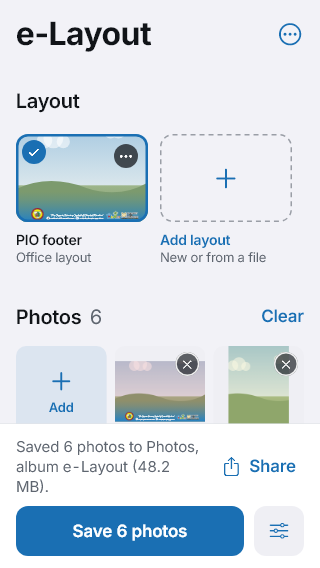 e-Layout
Layout
PIO footer
Office layout
Add layout
New or from a file
Photos 6
Clear
Add
Saved 6 photos to Photos,
album e-Layout (48.2
MB).
Share
Save 6 photos